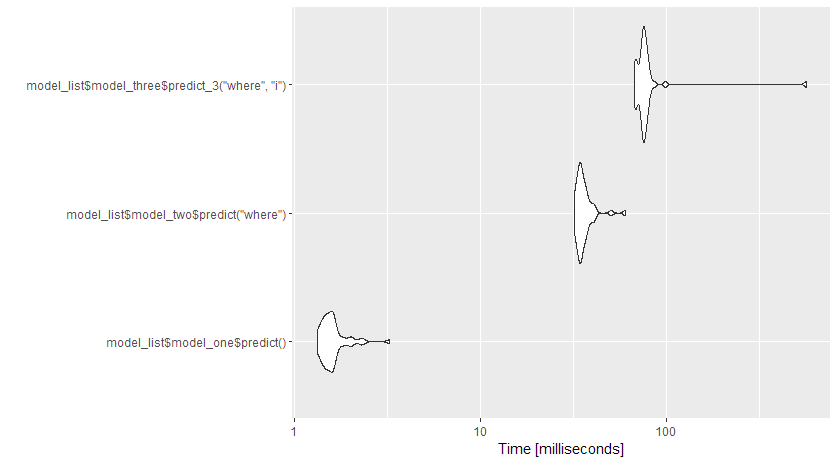 model_list$model_three$predict_3("where", "i")
model_list$model_two$predict("where")
model_list$model_one$predict()
1 10 100
Time [milliseconds]